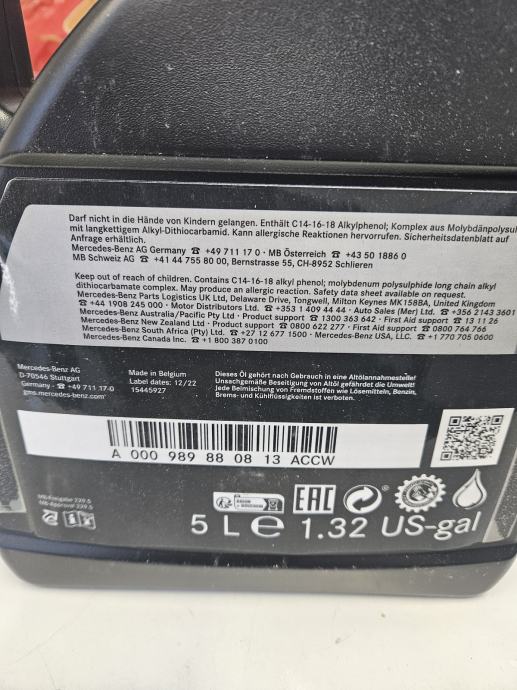 Darf nicht in die Hände von Kindern gelangen. Enthält C14-16-18 Alkylphenol; Komplex aus Molybdänpolysul
mit langkettigem Alkyl-Dithiocarbamid. Kann allergische Reaktionen hervorrufen. Sicherheitsdatenblatt auf
Anfrage erhältlich.
Mercedes-Benz AG Germany ☎ +49 711 17 0 · MB Österreich ☎ +43 50 1886 0
MB Schweiz AG ☎ +41 44 755 80 00, Bernstrasse 55, CH-8952 Schlieren
Keep out of reach of children. Contains C14-16-18 alkyl phenol; molybdenum polysulphide long chain alkyl
dithiocarbamate complex. May produce an allergic reaction. Safety data sheet available on request.
Mercedes-Benz Parts Logistics UK Ltd, Delaware Drive, Tongwell, Milton Keynes MK158BA, United Kingdom
☎ +44 1908 245 000 · Motor Distributors Ltd. ☎ +353 1 409 44 44 · Auto Sales (Mer) Ltd. ☎ +356 2143 3601
Mercedes-Benz Australia/Pacific Pty Ltd · Product support ☎ 1300 363 642 · First Aid support ☎ 13 11 26
Mercedes-Benz New Zealand Ltd · Product support ☎ 0800 622 277 · First Aid support ☎ 0800 764 766
Mercedes-Benz South Africa (Pty) Ltd. ☎ +27 12 677 1500 · Mercedes-Benz USA, LLC. ☎ +1 770 705 0600
Mercedes-Benz Canada Inc. ☎ +1 800 387 0100
Mercedes-Benz AG
D-70546 Stuttgart
Germany · ☎ +49 711 17-0
gms.mercedes-benz.com
Made in Belgium
Label dates: 12/22
15445927
Dieses Öl gehört nach Gebrauch in eine Altölannahmestelle!
Unsachgemäße Beseitigung von Altöl gefährdet die Umwelt!
Jede Beimischung von Fremdstoffen wie Lösemitteln, Benzin,
Brems- und Kühlflüssigkeiten ist verboten.
A 000 989 88 08 13 ACCW
MB-Freigabe 229.5
MB-Approval 229.5
EAC
5 L e 1.32 US-gal